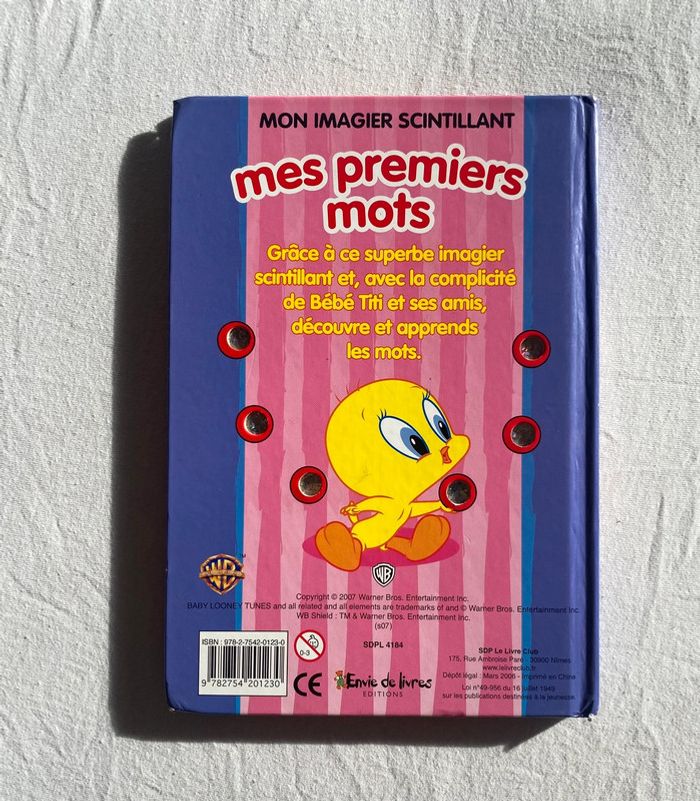 MON IMAGIER SCINTILLANT
mes premiers
mots
Grâce à ce superbe imagier
scintillant et, avec la complicité
de Bébé Titi et ses amis,
découvre et apprends
les mots.
WB
TM
WB
Copyright © 2007 Warner Bros. Entertainment Inc.
BABY LOONEY TUNES and all related and all elements are trademarks of and © Warner Bros. Entertainment Inc
WB Shield : TM & Warner Bros. Entertainment Inc.
(s07)
SDPL 4184
ISBN : 978-2-7542-0123-0
9 782754 201230
0-3
CE
Envie de livres
EDITIONS
SDP Le Livre Club
175, Rue Ambroise Paré - 30900 Nîmes
www.lelivreclub.fr
Dépôt légal : Mars 2006 - Imprimé en Chine
Loi n°49-956 du 16 juillet 1949
sur les publications destinées à la jeunesse.